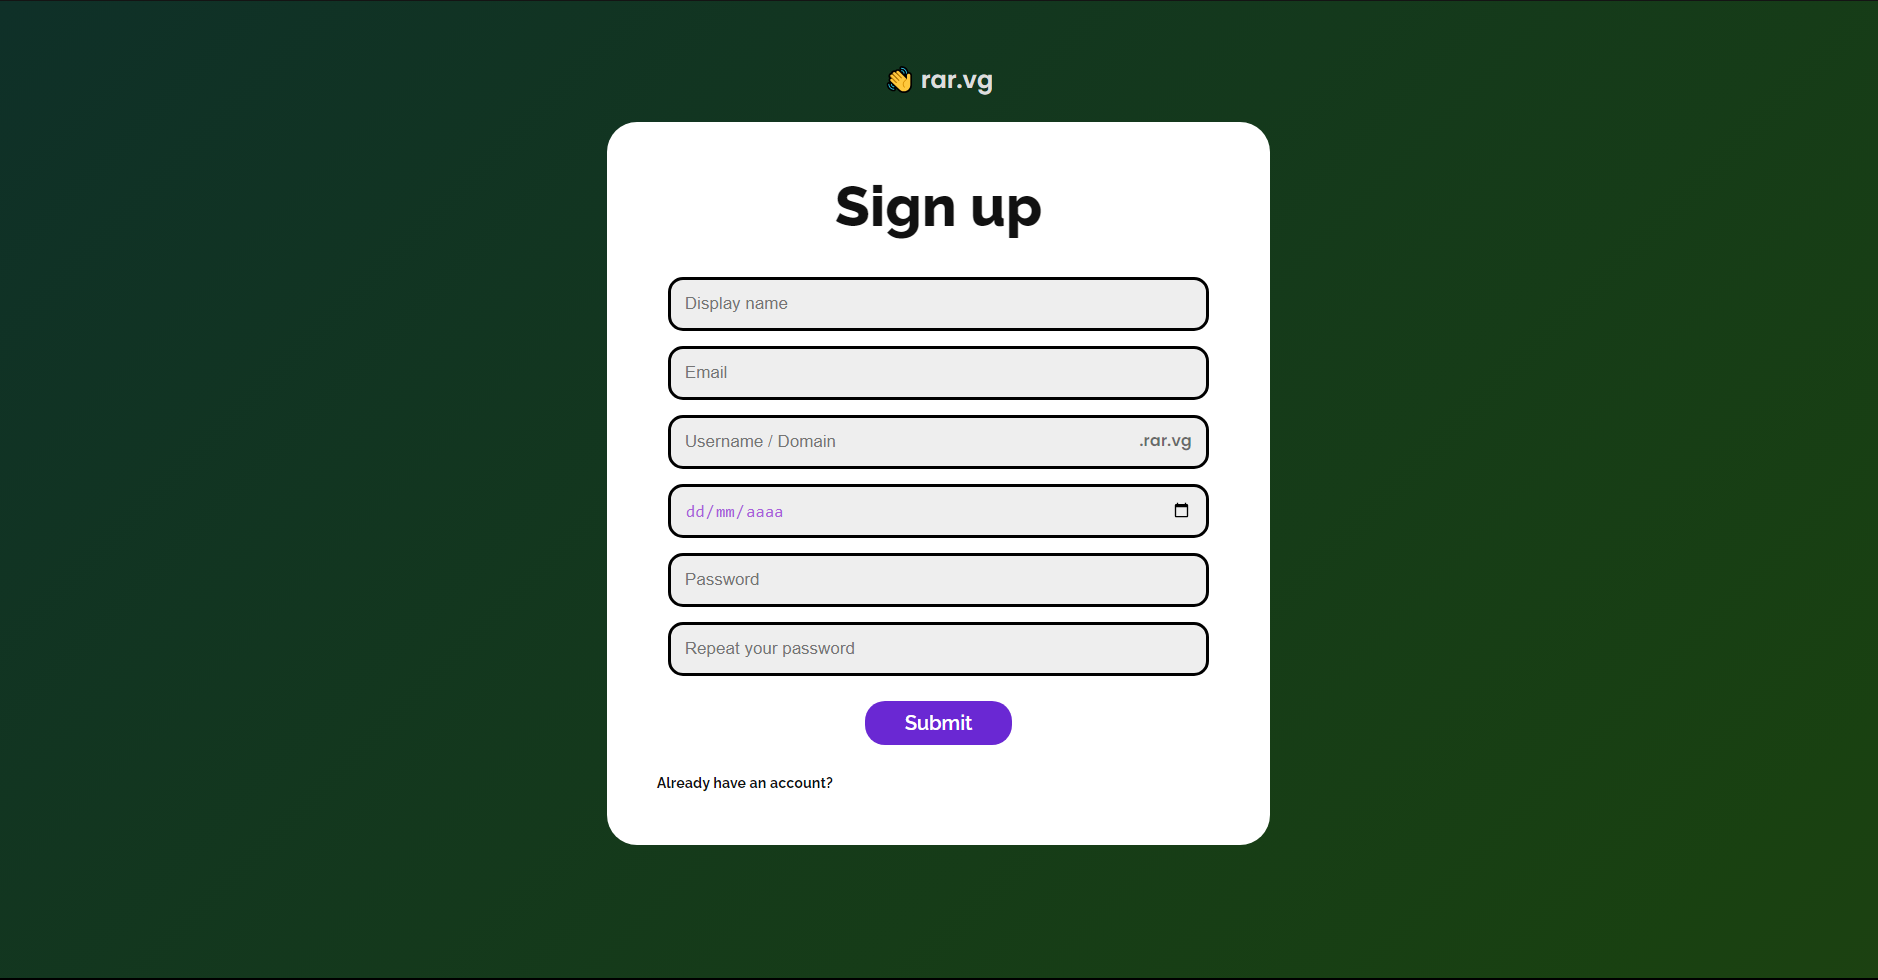 👋 rar.vg
Sign up
Display name
Email
Username / Domain .rar.vg
dd/mm/aaaa
Password
Repeat your password
Submit
Already have an account?